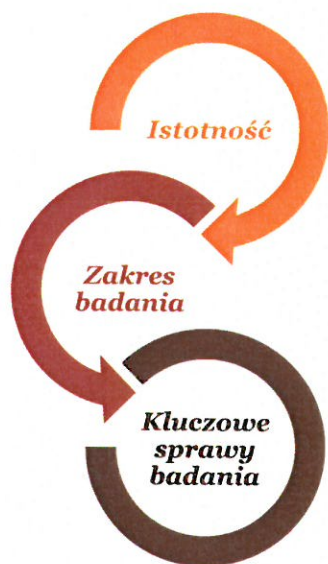 Istotność
Zakres
badania
Kluczowe
sprawy
badania